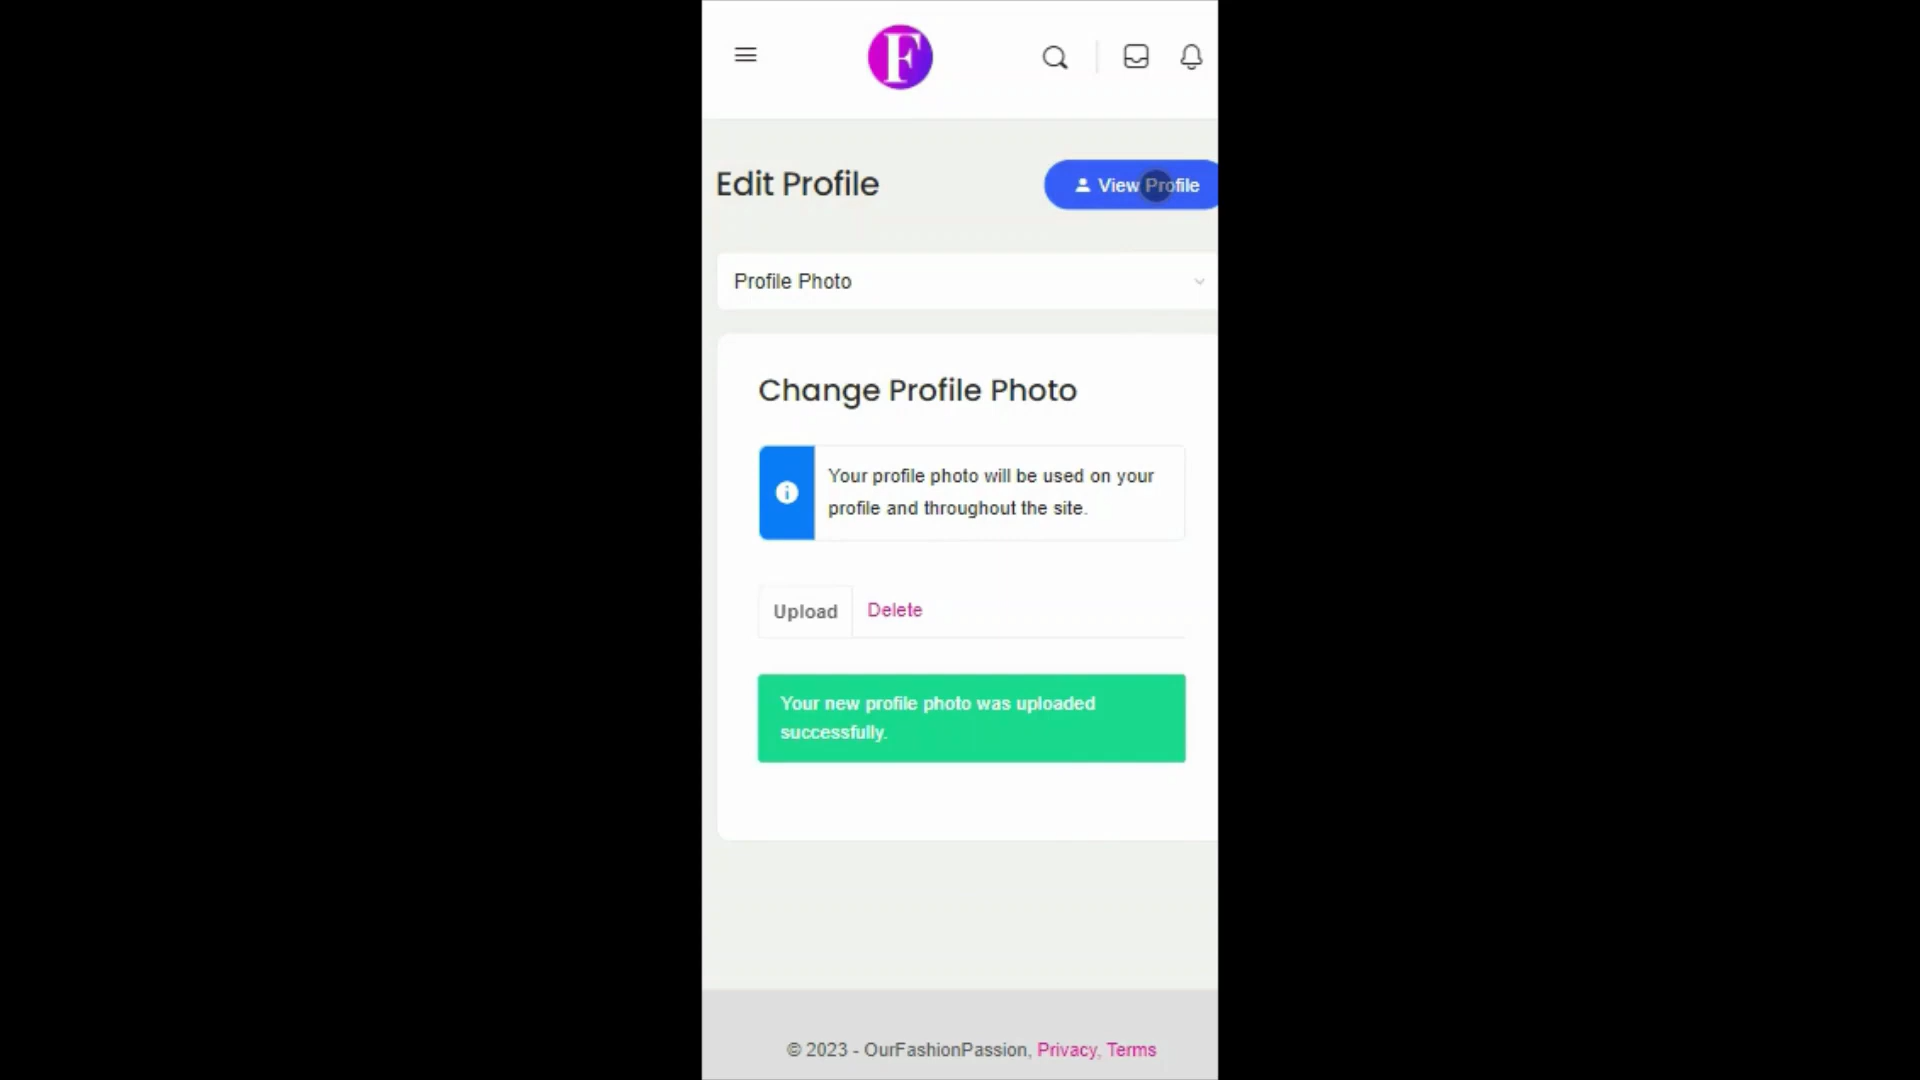 F
Edit Profile
View Profile
Profile Photo
Change Profile Photo
Your profile photo will be used on your
profile and throughout the site.
Upload
Delete
Your new profile photo was uploaded
successfully.
© 2023 - OurFashionPassion, Privacy, Terms